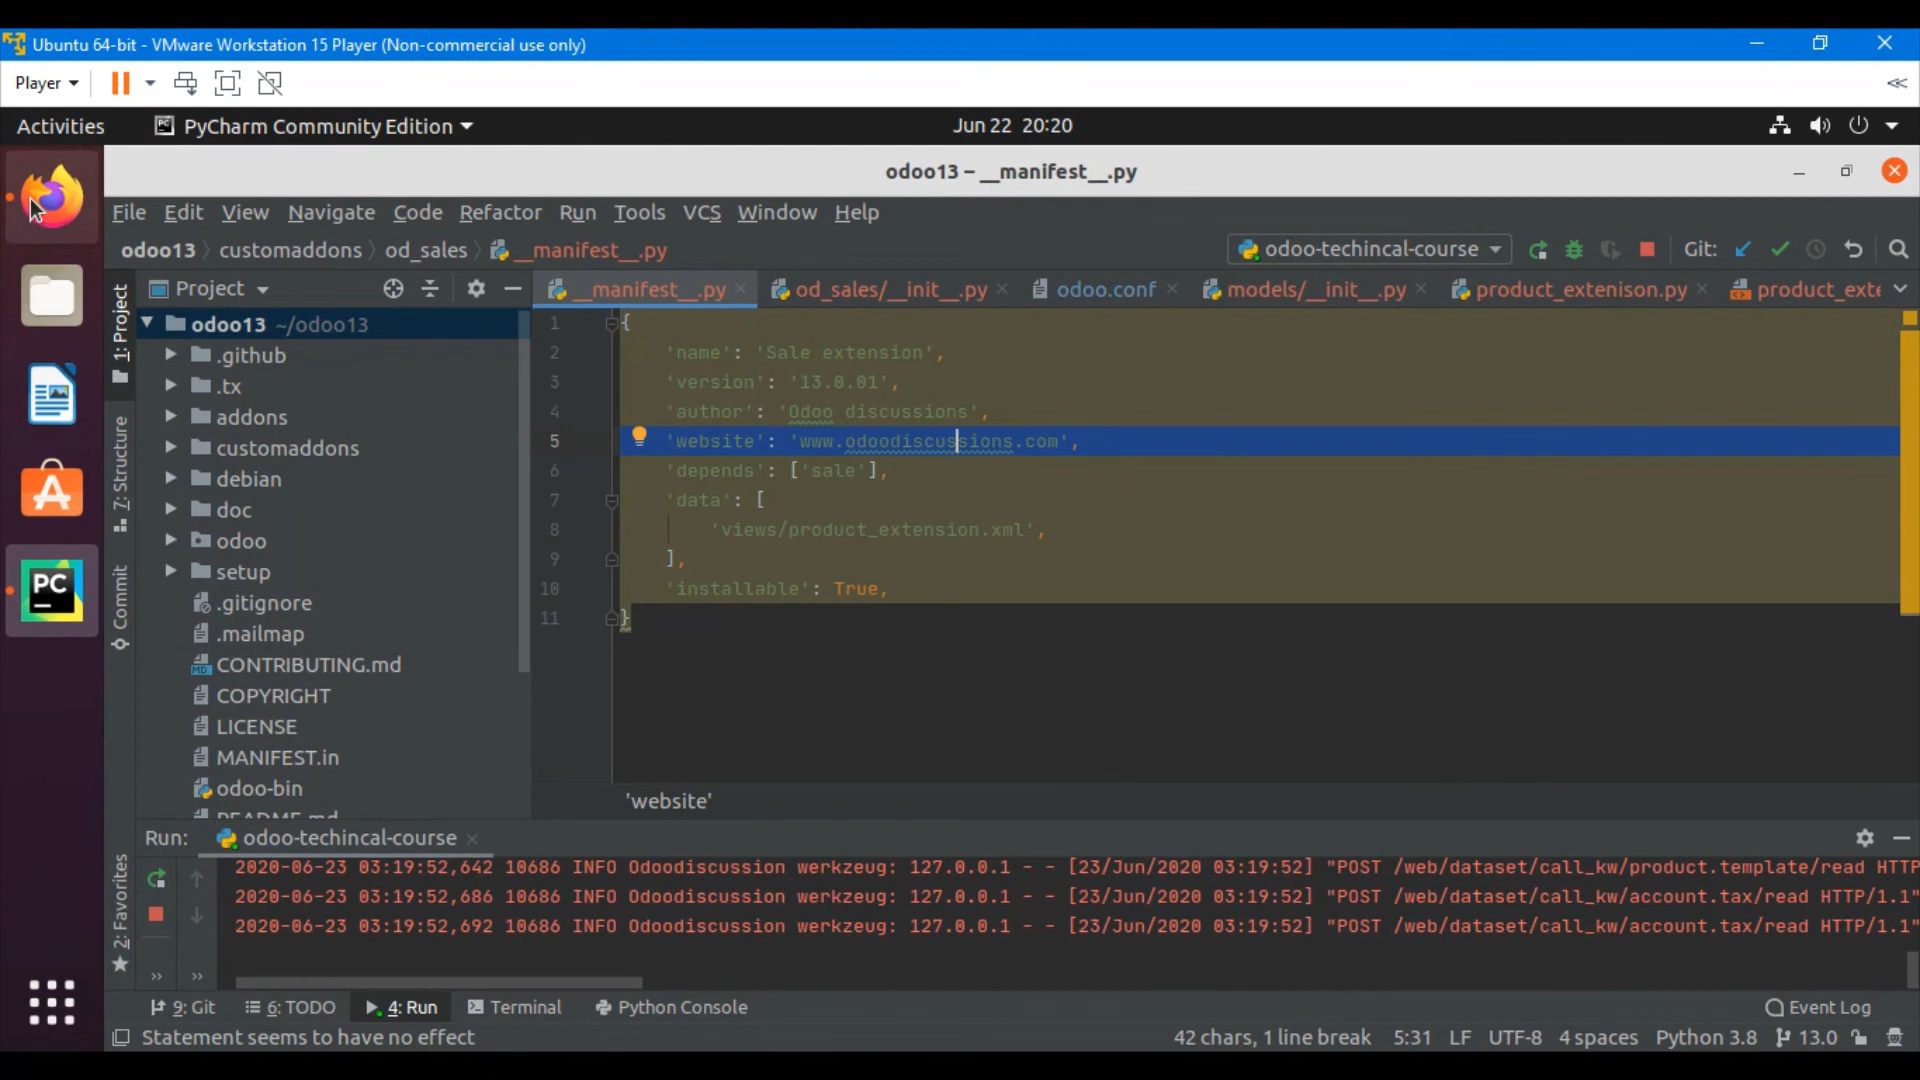 Ubuntu 64-bit - VMware Workstation 15 Player (Non-commercial use only)
Player
Activities
PyCharm Community Edition
Jun 22 20:20
odoo13 – __manifest__.py
File Edit View Navigate Code Refactor Run Tools VCS Window Help
odoo13 customaddons od_sales __manifest__.py
odoo-techincal-course
Git:
Project
__manifest__.py
od_sales/__init__.py
odoo.conf
models/__init__.py
product_extenison.py
product_exte
1: Project
7: Structure
Commit
2: Favorites
odoo13 ~/odoo13
.github
.tx
addons
customaddons
debian
doc
odoo
setup
.gitignore
.mailmap
CONTRIBUTING.md
COPYRIGHT
LICENSE
MANIFEST.in
odoo-bin
README.md
1 {
2 'name': 'Sale extension',
3 'version': '13.0.01',
4 'author': 'Odoo discussions',
5 'website': 'www.odoodiscussions.com',
6 'depends': ['sale'],
7 'data': [
8 'views/product_extension.xml',
9 ],
10 'installable': True,
11 }
'website'
Run: odoo-techincal-course
2020-06-23 03:19:52,642 10686 INFO Odoodiscussion werkzeug: 127.0.0.1 - - [23/Jun/2020 03:19:52] "POST /web/dataset/call_kw/product.template/read HTTP
2020-06-23 03:19:52,686 10686 INFO Odoodiscussion werkzeug: 127.0.0.1 - - [23/Jun/2020 03:19:52] "POST /web/dataset/call_kw/account.tax/read HTTP/1.1"
2020-06-23 03:19:52,692 10686 INFO Odoodiscussion werkzeug: 127.0.0.1 - - [23/Jun/2020 03:19:52] "POST /web/dataset/call_kw/account.tax/read HTTP/1.1"
9: Git 6: TODO 4: Run Terminal Python Console
Event Log
Statement seems to have no effect
42 chars, 1 line break 5:31 LF UTF-8 4 spaces Python 3.8 13.0
PC